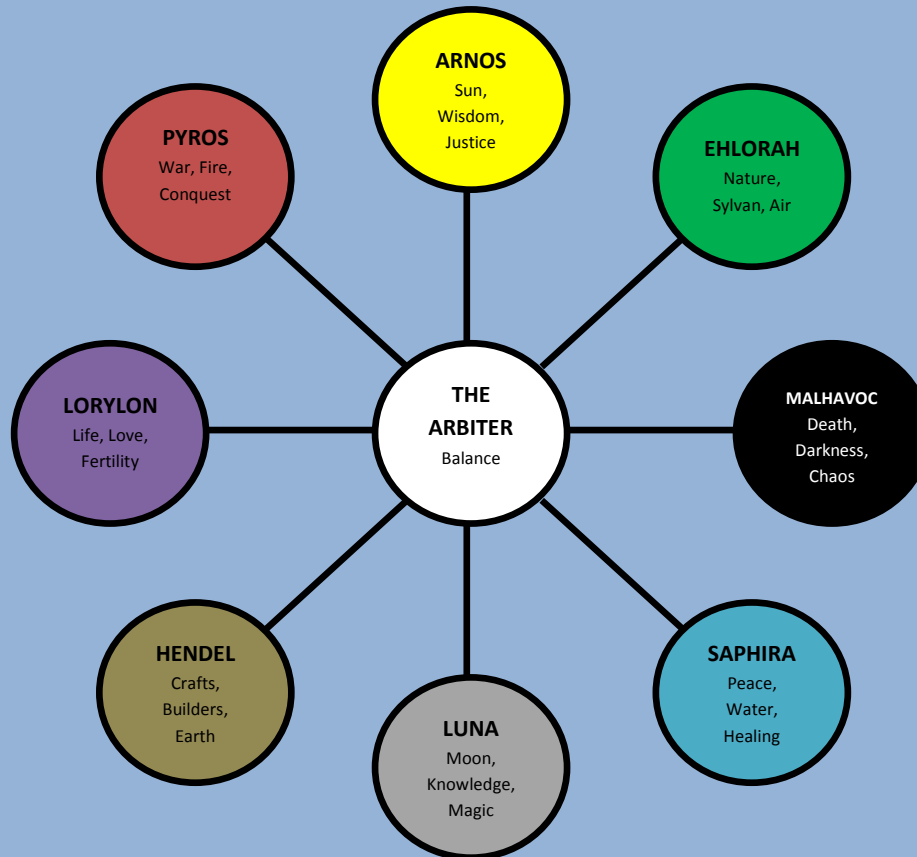 ARNOS
Sun,
Wisdom,
Justice
PYROS
War, Fire,
Conquest
EHLORAH
Nature,
Sylvan, Air
LORYLON
Life, Love,
Fertility
THE
ARBITER
Balance
MALHAVOC
Death,
Darkness,
Chaos
HENDEL
Crafts,
Builders,
Earth
LUNA
Moon,
Knowledge,
Magic
SAPHIRA
Peace,
Water,
Healing